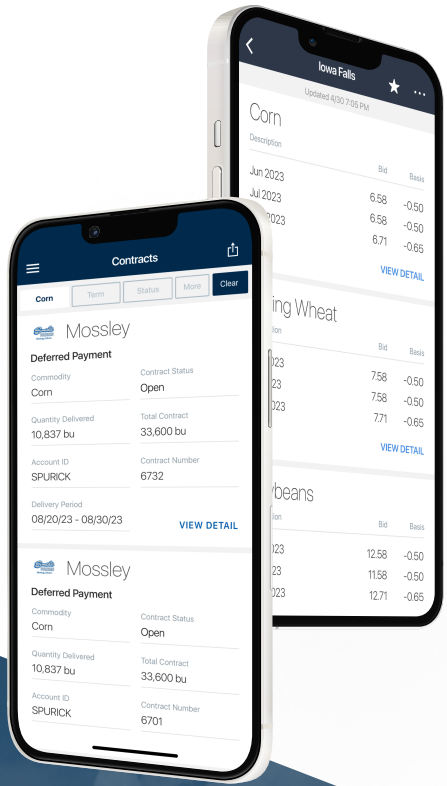 Iowa Falls
Updated 4/30 7:05 PM
Corn
Description Bid Basis
Jun 2023 6.58 -0.50
Jul 2023 6.58 -0.50
2023 6.71 -0.65
VIEW DETAIL
ing Wheat
ion Bid Basis
023 7.58 -0.50
23 7.58 -0.50
023 7.71 -0.65
VIEW DETAIL
ybeans
ion Bid Basis
023 12.58 -0.50
23 11.58 -0.50
023 12.71 -0.65
Contracts
Corn Term Status More Clear
Mossley
Deferred Payment
Commodity Contract Status
Corn Open
Quantity Delivered Total Contract
10,837 bu 33,600 bu
Account ID Contract Number
SPURICK 6732
Delivery Period
08/20/23 - 08/30/23 VIEW DETAIL
Mossley
Deferred Payment
Commodity Contract Status
Corn Open
Quantity Delivered Total Contract
10,837 bu 33,600 bu
Account ID Contract Number
SPURICK 6701